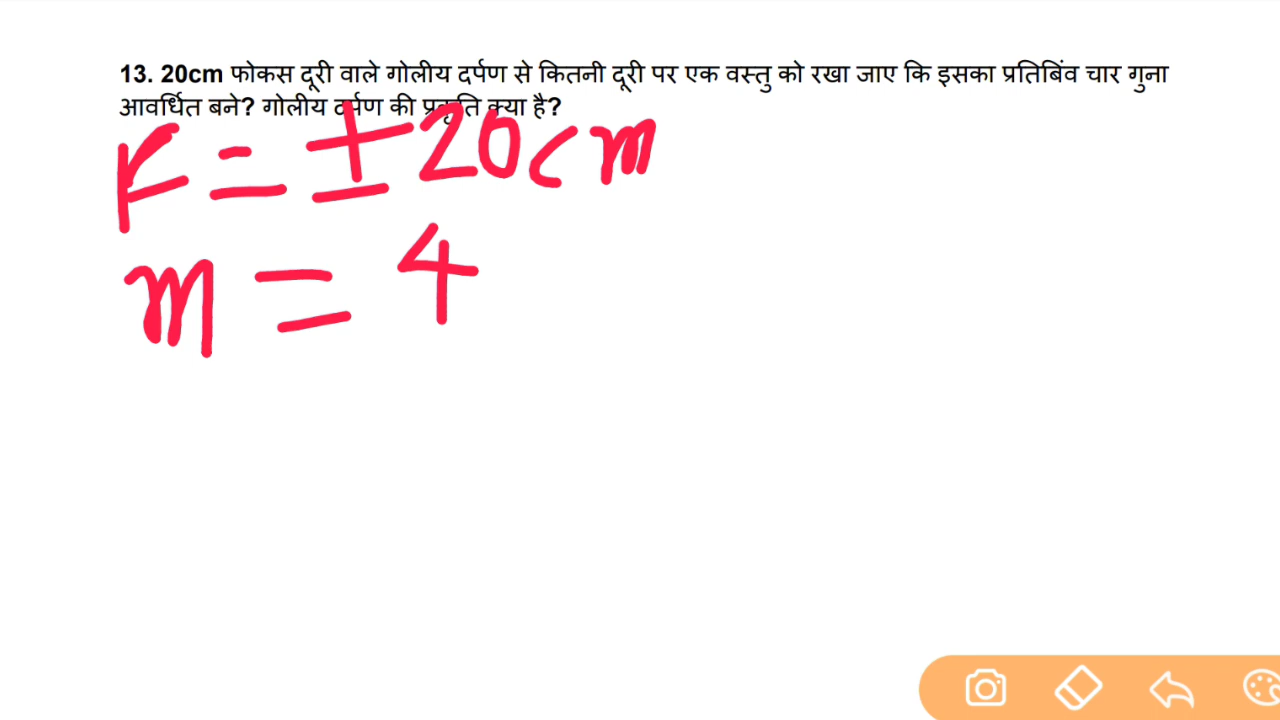 13. 20cm फोकस दूरी वाले गोलीय दर्पण से कितनी दूरी पर एक वस्तु को रखा जाए कि इसका प्रतिबिंव चार गुना
आवर्धित बने? गोलीय दर्पण की प्रकृति क्या है?
F = ±20cm
m = 4